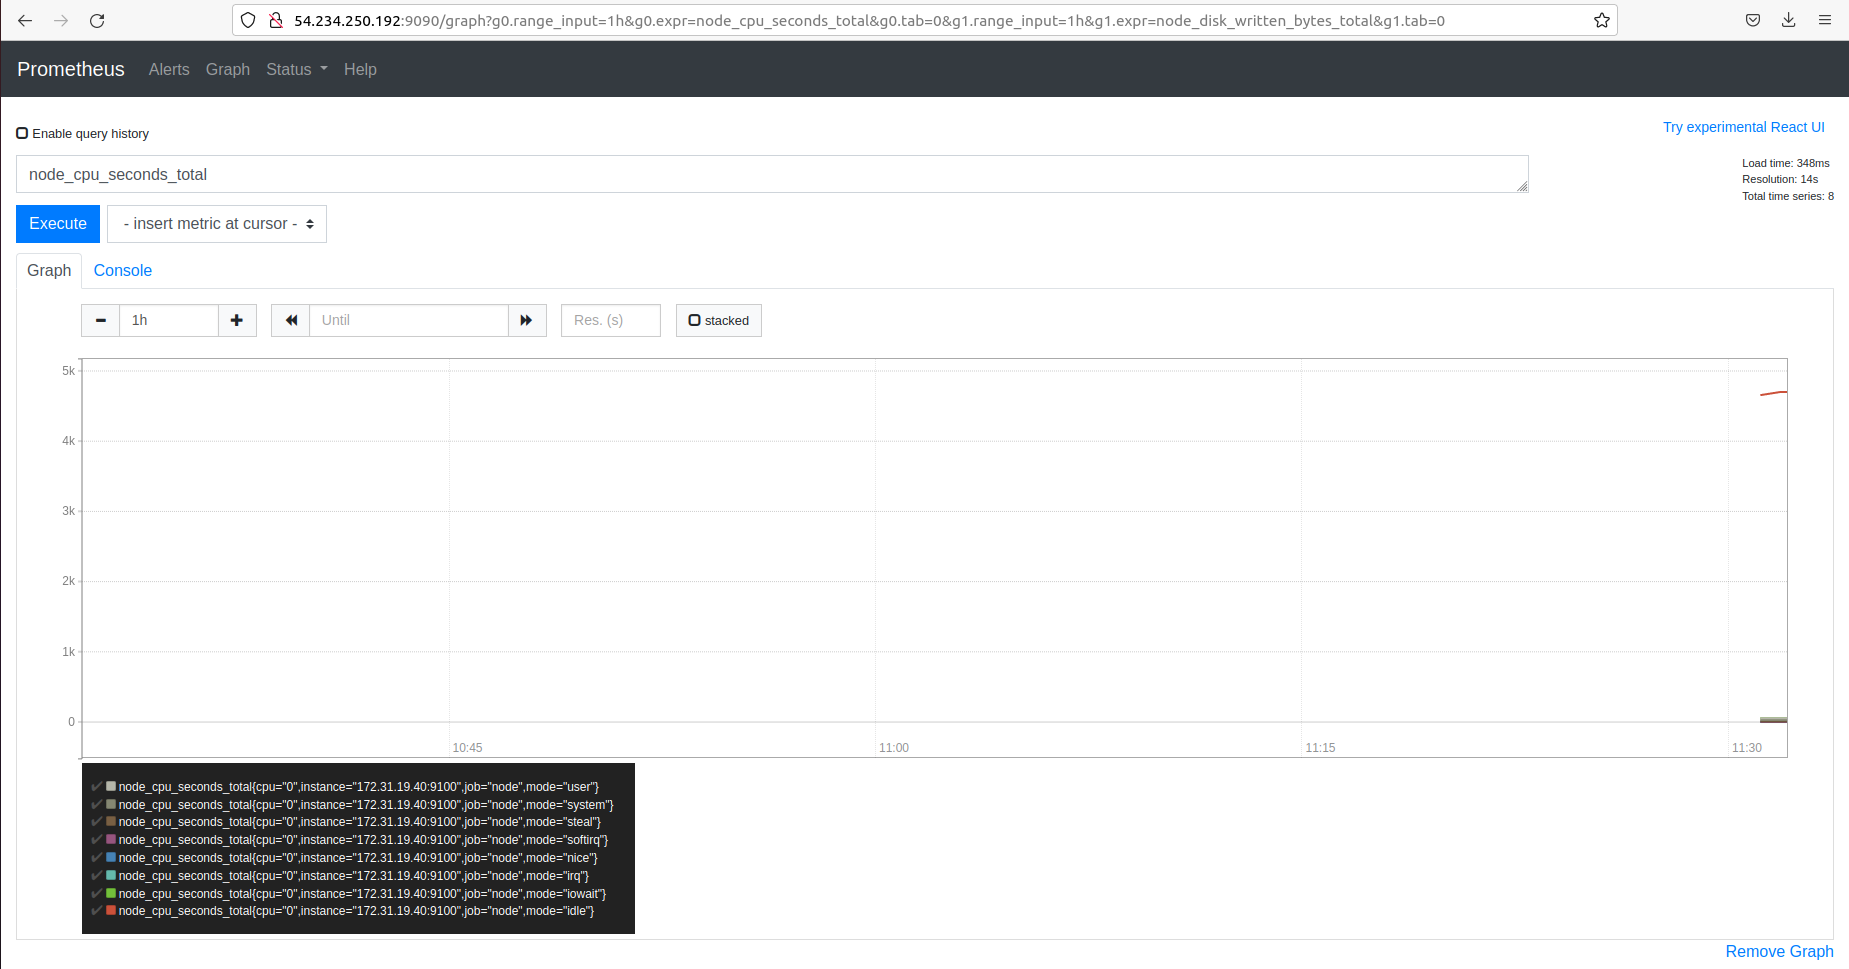 54.234.250.192:9090/graph?g0.range_input=1h&g0.expr=node_cpu_seconds_total&g0.tab=0&g1.range_input=1h&g1.expr=node_disk_written_bytes_total&g1.tab=0
Prometheus Alerts Graph Status Help
Enable query history
Try experimental React UI
node_cpu_seconds_total
Load time: 348ms
Resolution: 14s
Total time series: 8
Execute - insert metric at cursor -
Graph Console
1h Until Res. (s) stacked
5k
4k
3k
2k
1k
0
10:45 11:00 11:15 11:30
node_cpu_seconds_total{cpu="0",instance="172.31.19.40:9100",job="node",mode="user"}
node_cpu_seconds_total{cpu="0",instance="172.31.19.40:9100",job="node",mode="system"}
node_cpu_seconds_total{cpu="0",instance="172.31.19.40:9100",job="node",mode="steal"}
node_cpu_seconds_total{cpu="0",instance="172.31.19.40:9100",job="node",mode="softirq"}
node_cpu_seconds_total{cpu="0",instance="172.31.19.40:9100",job="node",mode="nice"}
node_cpu_seconds_total{cpu="0",instance="172.31.19.40:9100",job="node",mode="irq"}
node_cpu_seconds_total{cpu="0",instance="172.31.19.40:9100",job="node",mode="iowait"}
node_cpu_seconds_total{cpu="0",instance="172.31.19.40:9100",job="node",mode="idle"}
Remove Graph